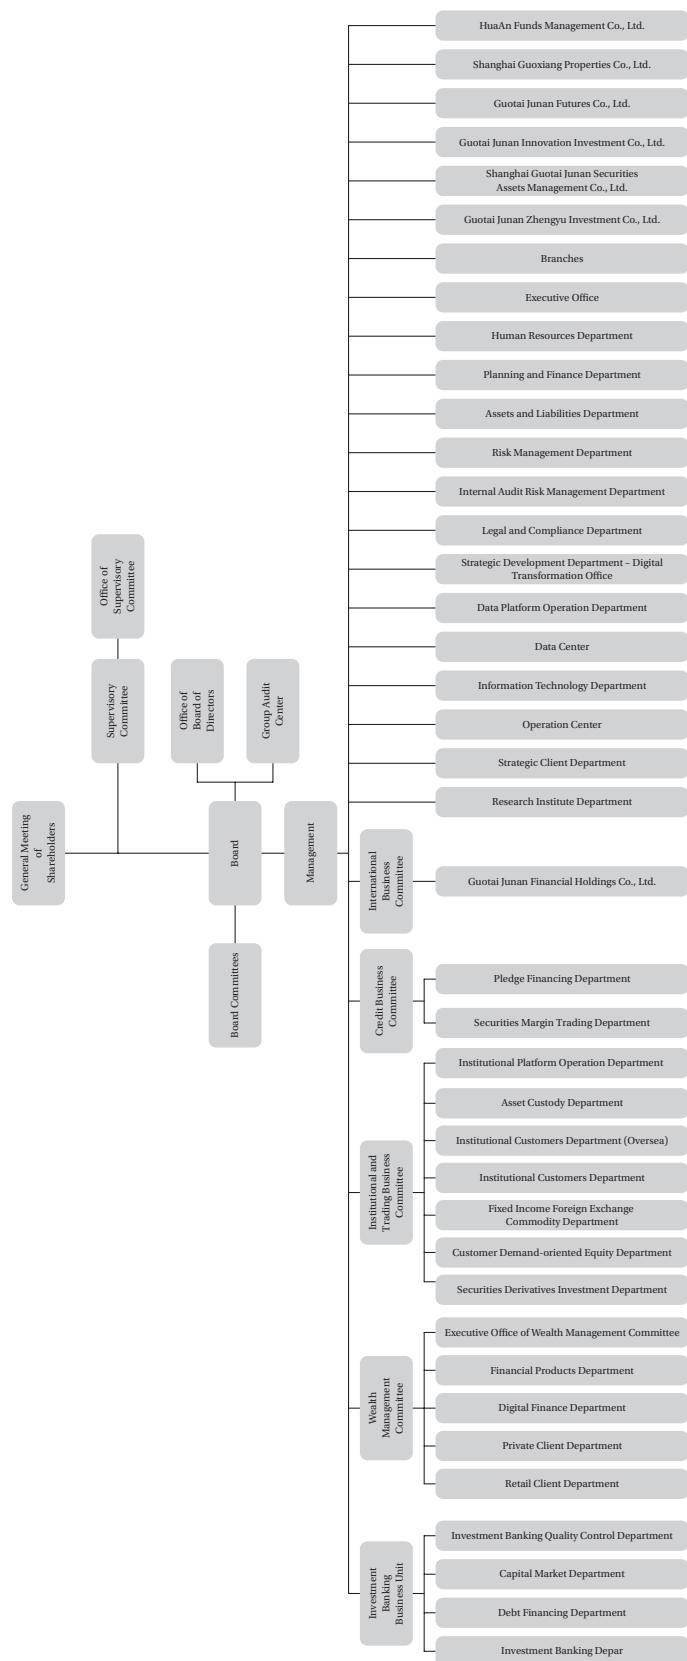 General Meeting
of
Shareholders
Office of
Supervisory
Committee
Supervisory
Committee
Office of
Board of
Directors
Group Audit
Center
Board
Board Committees
Management
HuaAn Funds Management Co., Ltd.
Shanghai Guoxiang Properties Co., Ltd.
Guotai Junan Futures Co., Ltd.
Guotai Junan Innovation Investment Co., Ltd.
Shanghai Guotai Junan Securities
Assets Management Co., Ltd.
Guotai Junan Zhengyu Investment Co., Ltd.
Branches
Executive Office
Human Resources Department
Planning and Finance Department
Assets and Liabilities Department
Risk Management Department
Internal Audit Risk Management Department
Legal and Compliance Department
Strategic Development Department – Digital
Transformation Office
Data Platform Operation Department
Data Center
Information Technology Department
Operation Center
Strategic Client Department
Research Institute Department
International
Business
Committee
Guotai Junan Financial Holdings Co., Ltd.
Credit Business
Committee
Pledge Financing Department
Securities Margin Trading Department
Institutional and
Trading Business
Committee
Institutional Platform Operation Department
Asset Custody Department
Institutional Customers Department (Oversea)
Institutional Customers Department
Fixed Income Foreign Exchange
Commodity Department
Customer Demand-oriented Equity Department
Securities Derivatives Investment Department
Wealth
Management
Committee
Executive Office of Wealth Management Committee
Financial Products Department
Digital Finance Department
Private Client Department
Retail Client Department
Investment
Banking
Business Unit
Investment Banking Quality Control Department
Capital Market Department
Debt Financing Department
Investment Banking Depar